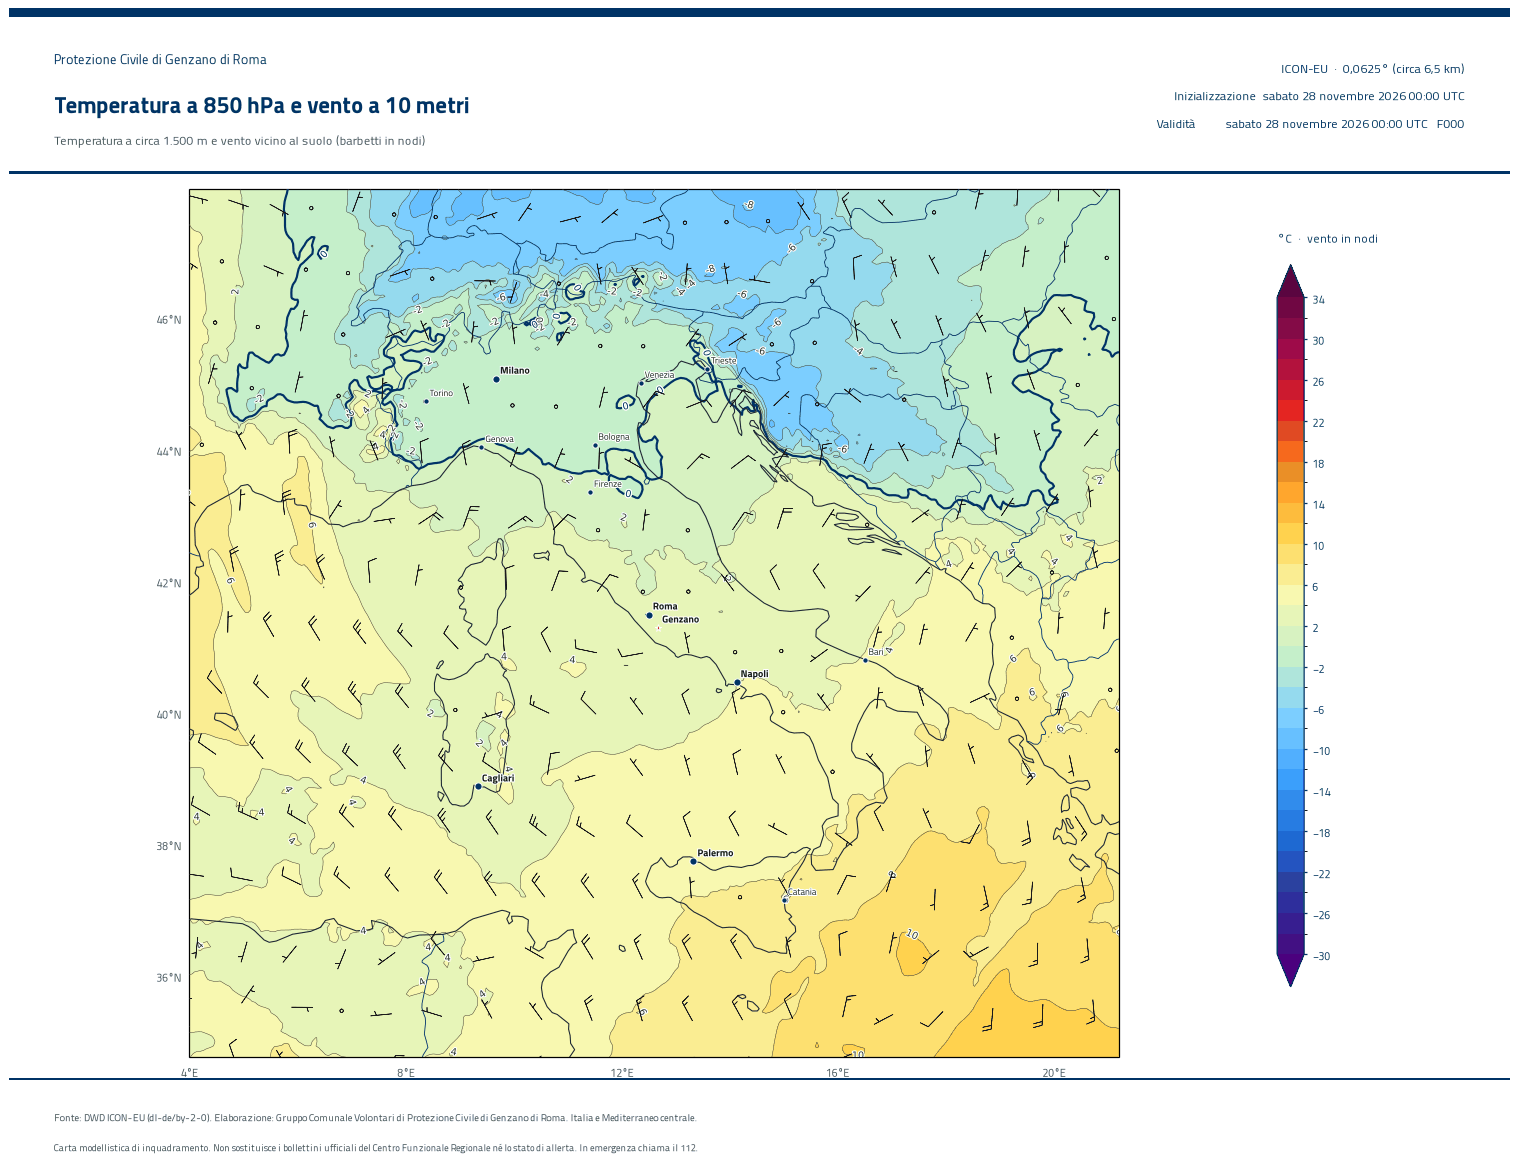 Protezione Civile di Genzano di Roma
Temperatura a 850 hPa e vento a 10 metri
Temperatura a circa 1.500 m e vento vicino al suolo (barbetti in nodi)
ICON-EU · 0,0625° (circa 6,5 km)
Inizializzazione sabato 28 novembre 2026 00:00 UTC
Validità sabato 28 novembre 2026 00:00 UTC F000
°C · vento in nodi
34
30
26
22
18
14
10
6
2
−2
−6
−10
−14
−18
−22
−26
−30
46°N
44°N
42°N
40°N
38°N
36°N
4°E
8°E
12°E
16°E
20°E
Trieste
Milano
Venezia
Torino
Genova
Bologna
Firenze
Roma
Genzano
Bari
Napoli
Cagliari
Palermo
Catania
Fonte: DWD ICON-EU (dl-de/by-2-0). Elaborazione: Gruppo Comunale Volontari di Protezione Civile di Genzano di Roma. Italia e Mediterraneo centrale.
Carta modellistica di inquadramento. Non sostituisce i bollettini ufficiali del Centro Funzionale Regionale né lo stato di allerta. In emergenza chiama il 112.